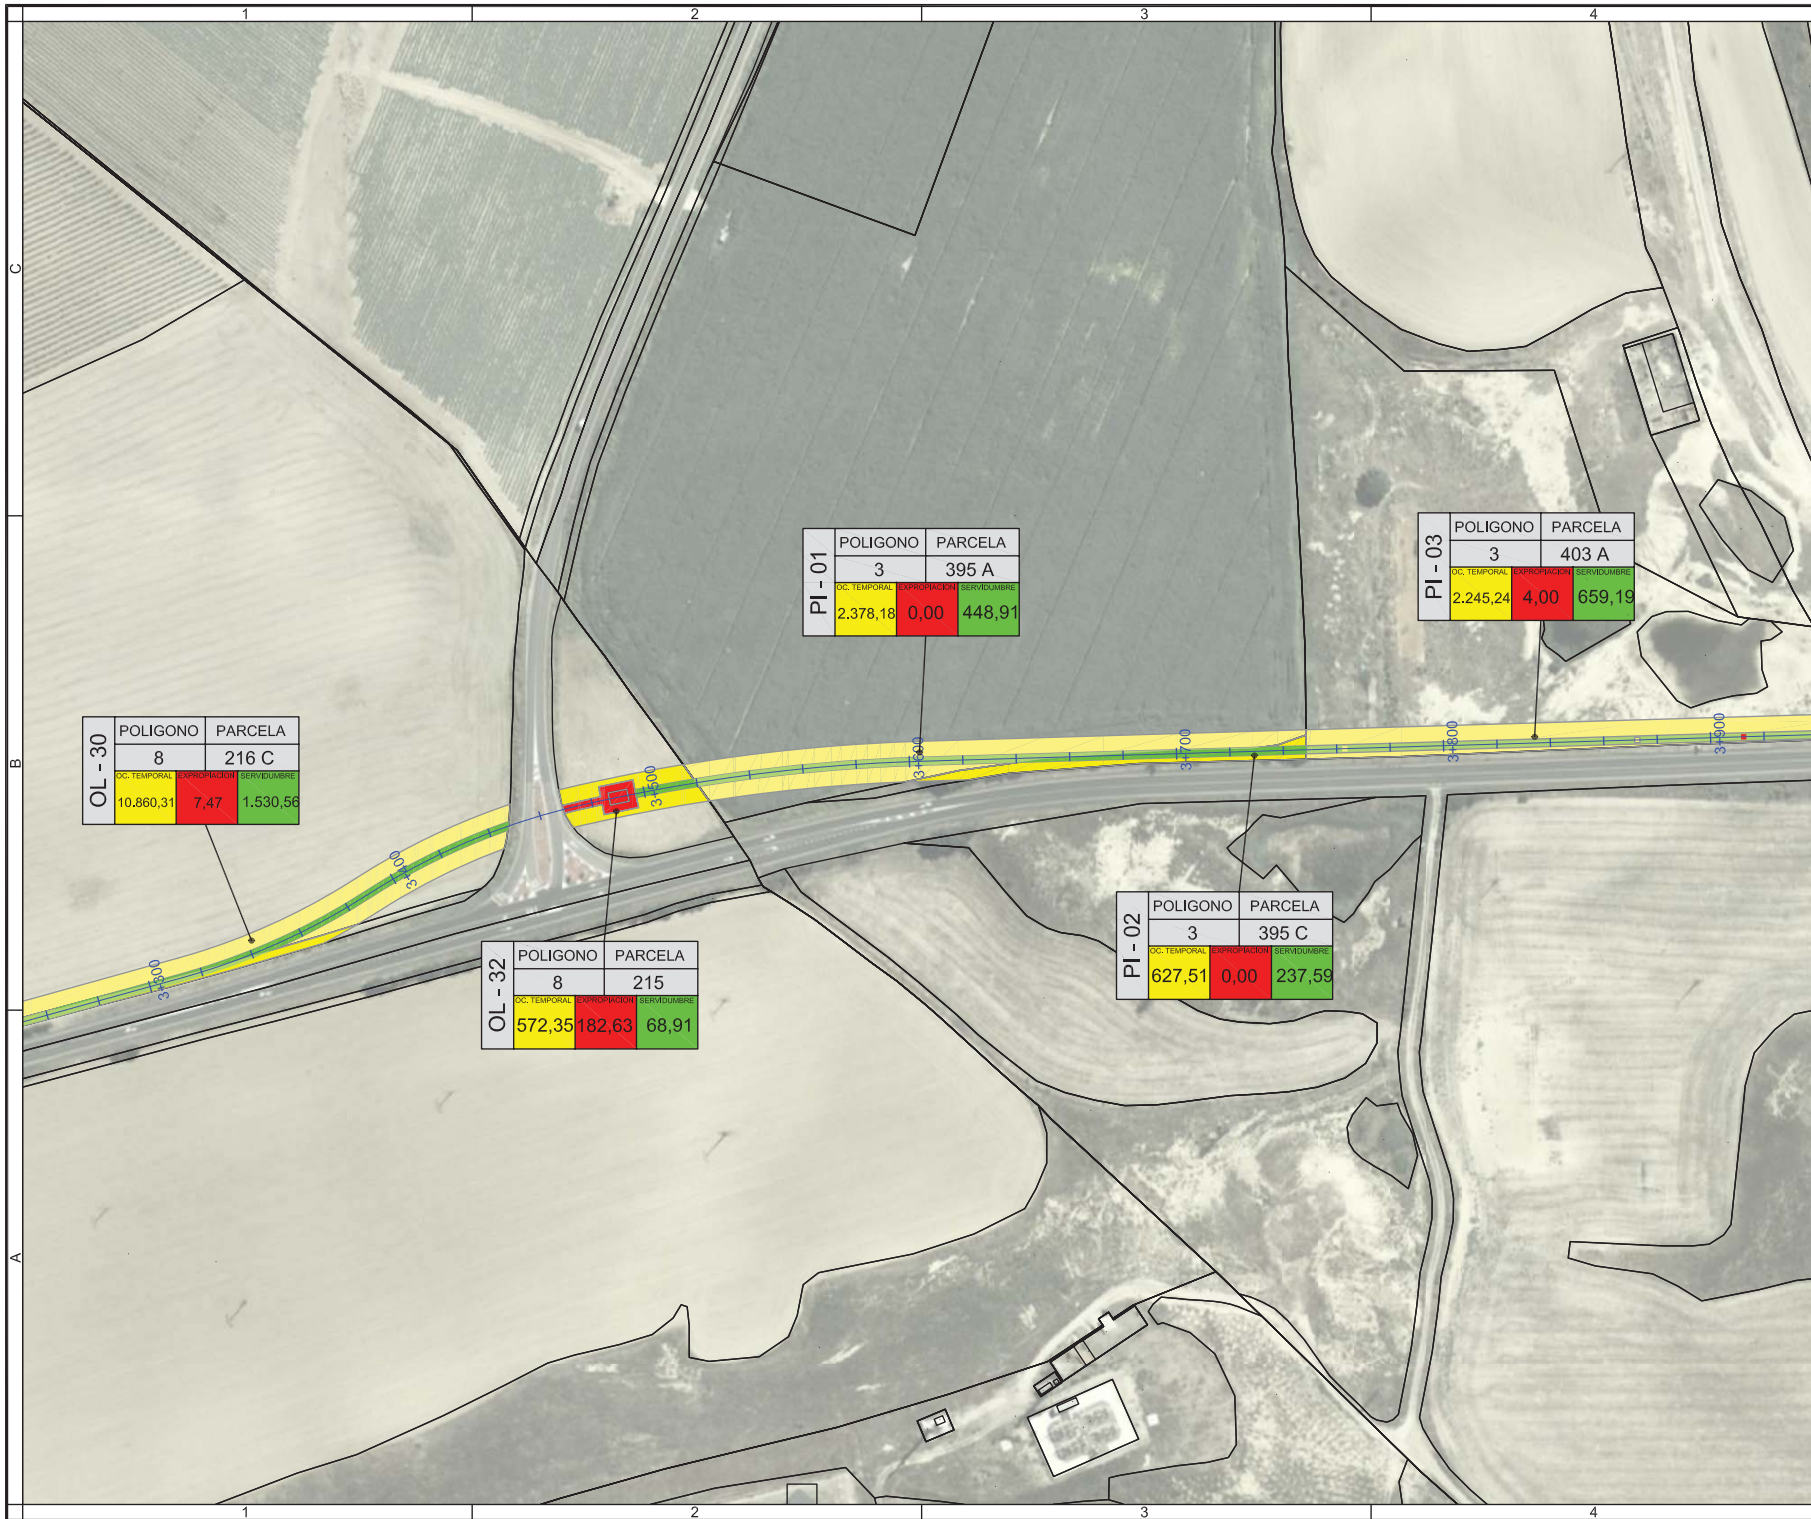 1 2 3 4
C
B
A
PI - 01
POLIGONO PARCELA
3 395 A
OC. TEMPORAL EXPROPIACION SERVIDUMBRE
2.378,18 0,00 448,91
PI - 03
POLIGONO PARCELA
3 403 A
OC. TEMPORAL EXPROPIACION SERVIDUMBRE
2.245,24 4,00 659,19
OL - 30
POLIGONO PARCELA
8 216 C
OC. TEMPORAL EXPROPIACION SERVIDUMBRE
10.860,31 7,47 1.530,56
3+300
3+400
3+500
3+600
3+700
3+800
3+900
PI - 02
POLIGONO PARCELA
3 395 C
OC. TEMPORAL EXPROPIACION SERVIDUMBRE
627,51 0,00 237,59
OL - 32
POLIGONO PARCELA
8 215
OC. TEMPORAL EXPROPIACION SERVIDUMBRE
572,35 182,63 68,91
1 2 3 4